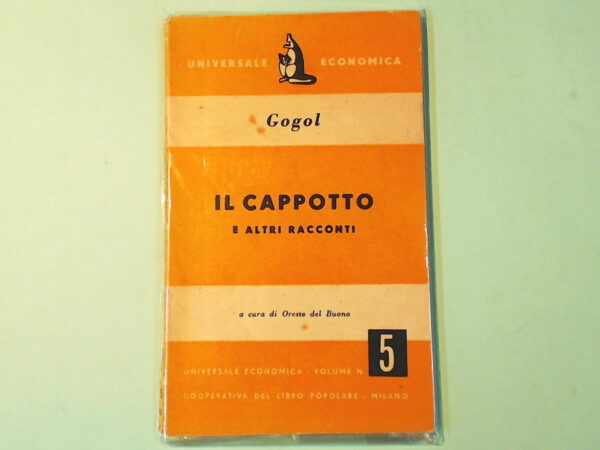 UNIVERSALE ECONOMICA
Gogol
IL CAPPOTTO
E ALTRI RACCONTI
a cura di Oreste del Buono
UNIVERSALE ECONOMICA - VOLUME N. 5
COOPERATIVA DEL LIBRO POPOLARE - MILANO